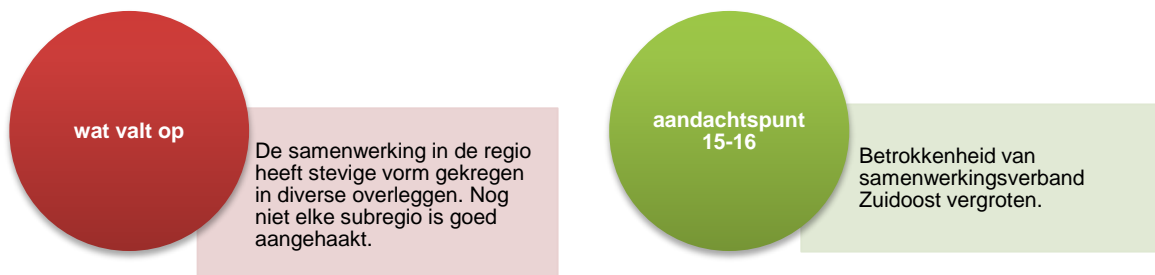 wat valt op
De samenwerking in de regio
heeft stevige vorm gekregen
in diverse overleggen. Nog
niet elke subregio is goed
aangehaakt.
aandachtspunt
15-16
Betrokkenheid van
samenwerkingsverband
Zuidoost vergroten.